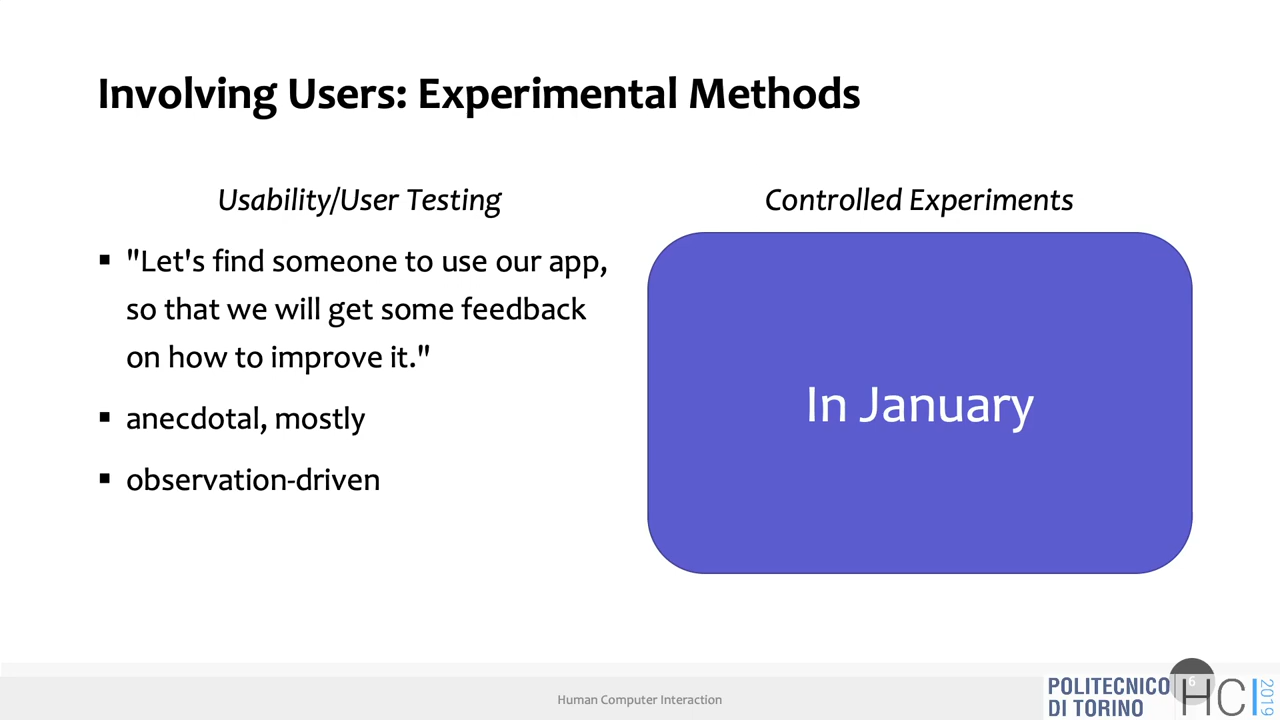 Involving Users: Experimental Methods
Usability/User Testing
▪ "Let's find someone to use our app,
so that we will get some feedback
on how to improve it."
▪ anecdotal, mostly
▪ observation-driven
Controlled Experiments
In January
Human Computer Interaction
POLITECNICO
DI TORINO
6
HCI
2019